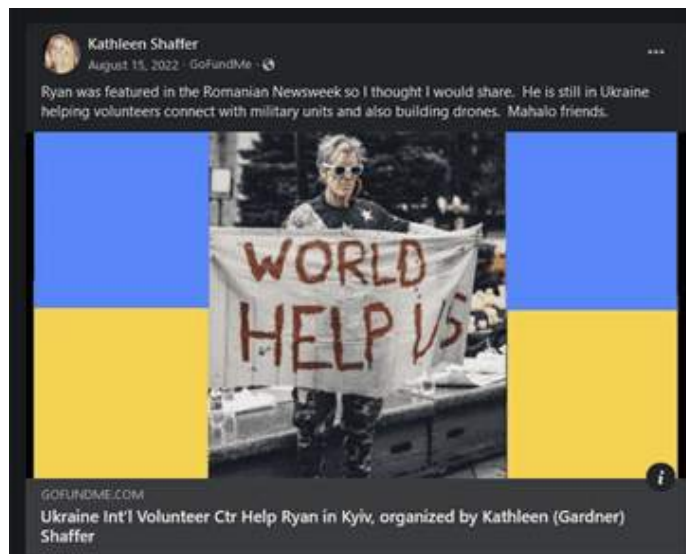 Kathleen Shaffer
August 15, 2022 · GoFundMe ·
Ryan was featured in the Romanian Newsweek so I thought I would share. He is still in Ukraine
helping volunteers connect with military units and also building drones. Mahalo friends.
WORLD
HELP US
GOFUNDME.COM
Ukraine Int'l Volunteer Ctr Help Ryan in Kyiv, organized by Kathleen (Gardner)
Shaffer